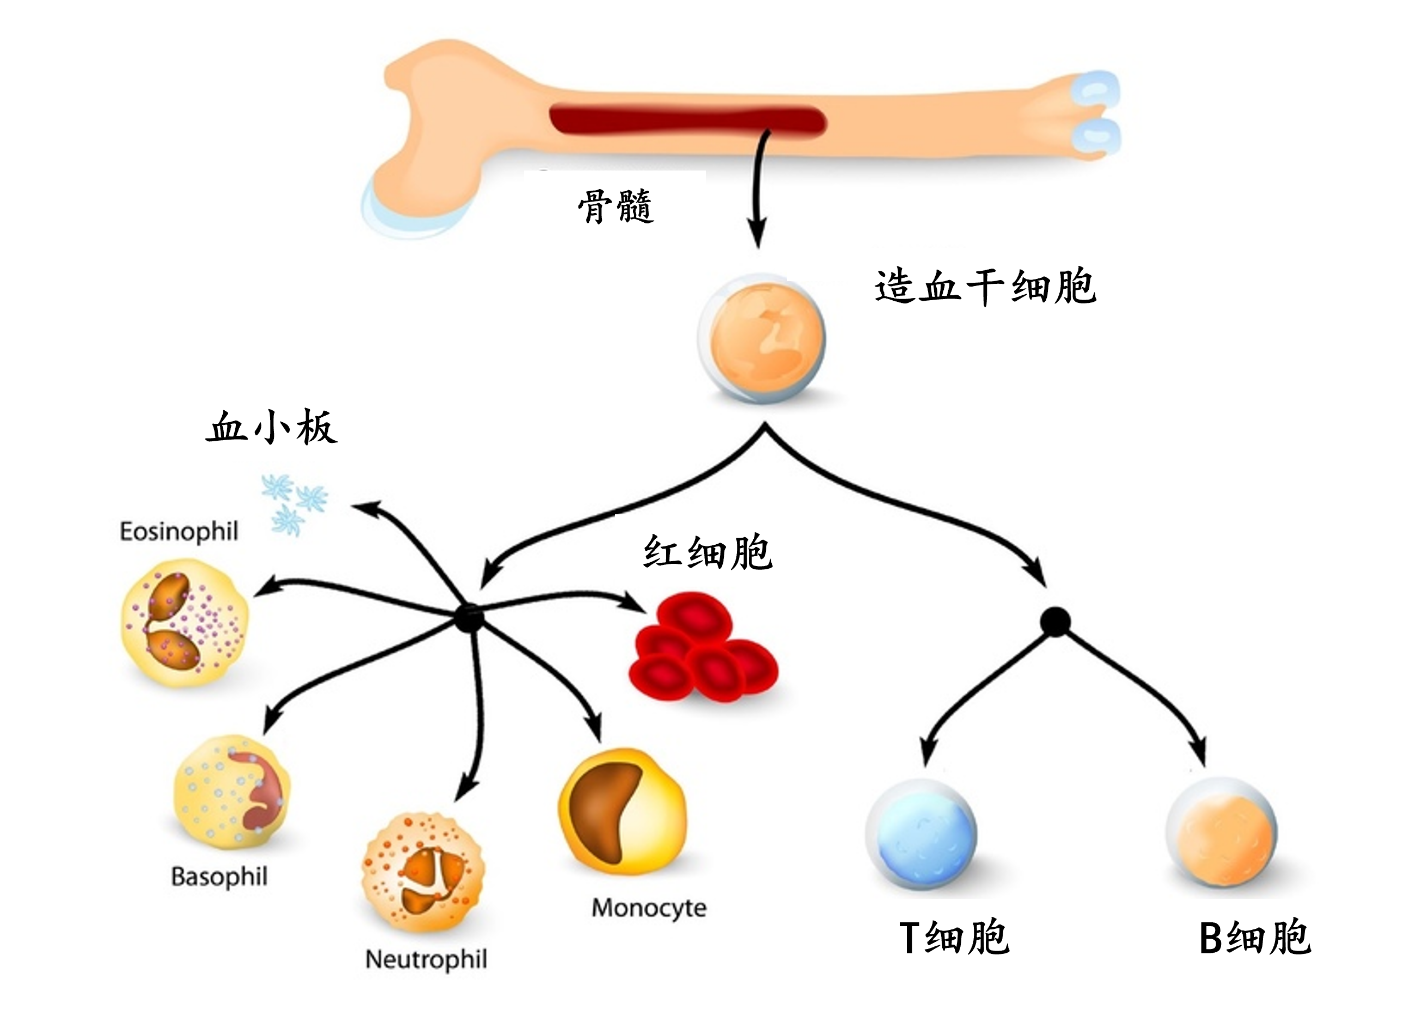 骨髓
造血干细胞
血小板
Eosinophil
红细胞
Basophil
Monocyte
Neutrophil
T细胞
B细胞